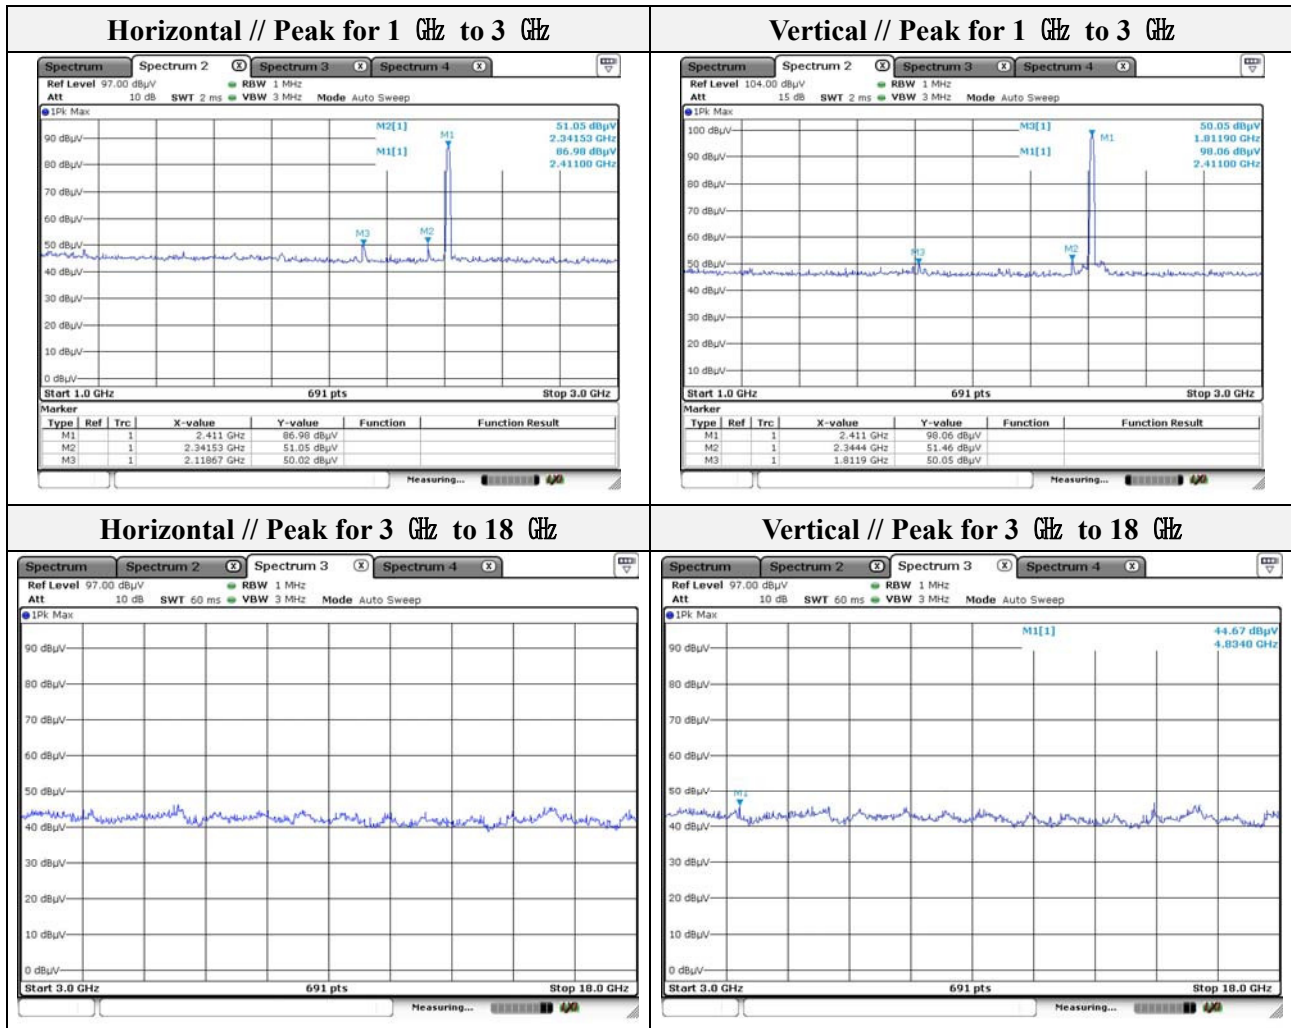 Horizontal // Peak for 1 ㎓ to 3 ㎓
Spectrum Spectrum 2 X Spectrum 3 X Spectrum 4 X
Ref Level 97.00 dBµV RBW 1 MHz
Att 10 dB SWT 2 ms VBW 3 MHz Mode Auto Sweep
1Pk Max
M2[1] 51.05 dBµV
2.34153 GHz
M1[1] 86.98 dBµV
2.41100 GHz
M1
M2
M3
90 dBµV
80 dBµV
70 dBµV
60 dBµV
50 dBµV
40 dBµV
30 dBµV
20 dBµV
10 dBµV
0 dBµV
Start 1.0 GHz 691 pts Stop 3.0 GHz
Marker
Type Ref Trc X-value Y-value Function Function Result
M1 1 2.411 GHz 86.98 dBµV
M2 1 2.34153 GHz 51.05 dBµV
M3 1 2.11867 GHz 50.02 dBµV
Measuring...
Vertical // Peak for 1 ㎓ to 3 ㎓
Spectrum Spectrum 2 X Spectrum 3 X Spectrum 4 X
Ref Level 104.00 dBµV RBW 1 MHz
Att 15 dB SWT 2 ms VBW 3 MHz Mode Auto Sweep
1Pk Max
M3[1] 50.05 dBµV
1.81190 GHz
M1[1] 98.06 dBµV
2.41100 GHz
M1
M2
M3
100 dBµV
90 dBµV
80 dBµV
70 dBµV
60 dBµV
50 dBµV
40 dBµV
30 dBµV
20 dBµV
10 dBµV
Start 1.0 GHz 691 pts Stop 3.0 GHz
Marker
Type Ref Trc X-value Y-value Function Function Result
M1 1 2.411 GHz 98.06 dBµV
M2 1 2.3444 GHz 51.46 dBµV
M3 1 1.8119 GHz 50.05 dBµV
Measuring...
Horizontal // Peak for 3 ㎓ to 18 ㎓
Spectrum Spectrum 2 X Spectrum 3 X Spectrum 4 X
Ref Level 97.00 dBµV RBW 1 MHz
Att 10 dB SWT 60 ms VBW 3 MHz Mode Auto Sweep
1Pk Max
90 dBµV
80 dBµV
70 dBµV
60 dBµV
50 dBµV
40 dBµV
30 dBµV
20 dBµV
10 dBµV
0 dBµV
Start 3.0 GHz 691 pts Stop 18.0 GHz
Measuring...
Vertical // Peak for 3 ㎓ to 18 ㎓
Spectrum Spectrum 2 X Spectrum 3 X Spectrum 4 X
Ref Level 97.00 dBµV RBW 1 MHz
Att 10 dB SWT 60 ms VBW 3 MHz Mode Auto Sweep
1Pk Max
M1[1] 44.67 dBµV
4.8340 GHz
M1
90 dBµV
80 dBµV
70 dBµV
60 dBµV
50 dBµV
40 dBµV
30 dBµV
20 dBµV
10 dBµV
0 dBµV
Start 3.0 GHz 691 pts Stop 18.0 GHz
Measuring...